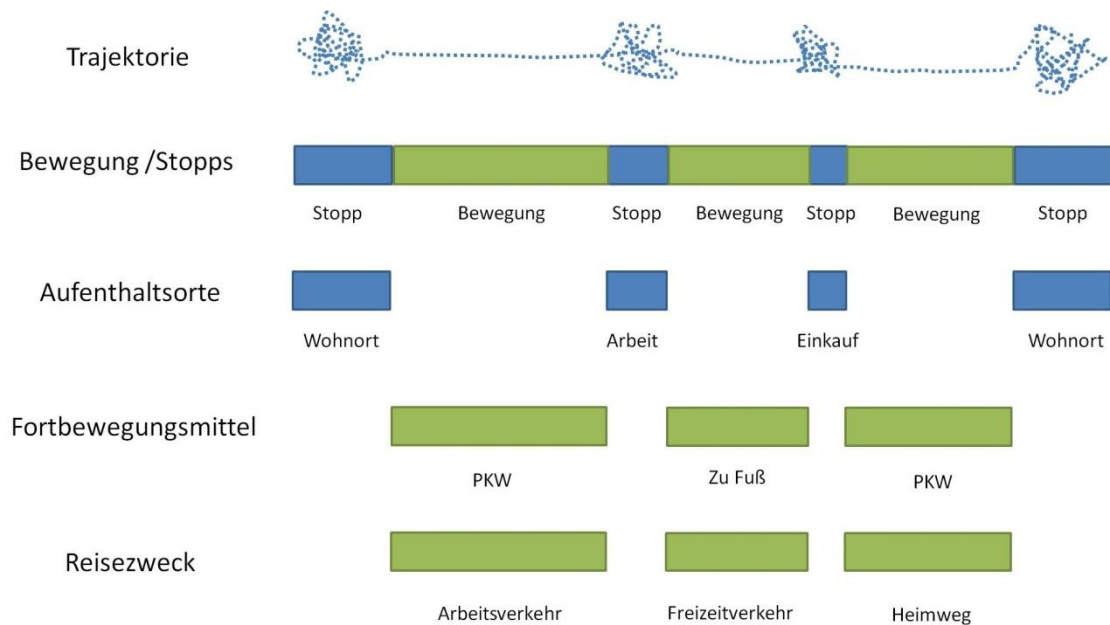 Trajektorie
Bewegung /Stopps
Stopp Bewegung Stopp Bewegung Stopp Bewegung Stopp
Aufenthaltsorte
Wohnort Arbeit Einkauf Wohnort
Fortbewegungsmittel
PKW Zu Fuß PKW
Reisezweck
Arbeitsverkehr Freizeitverkehr Heimweg